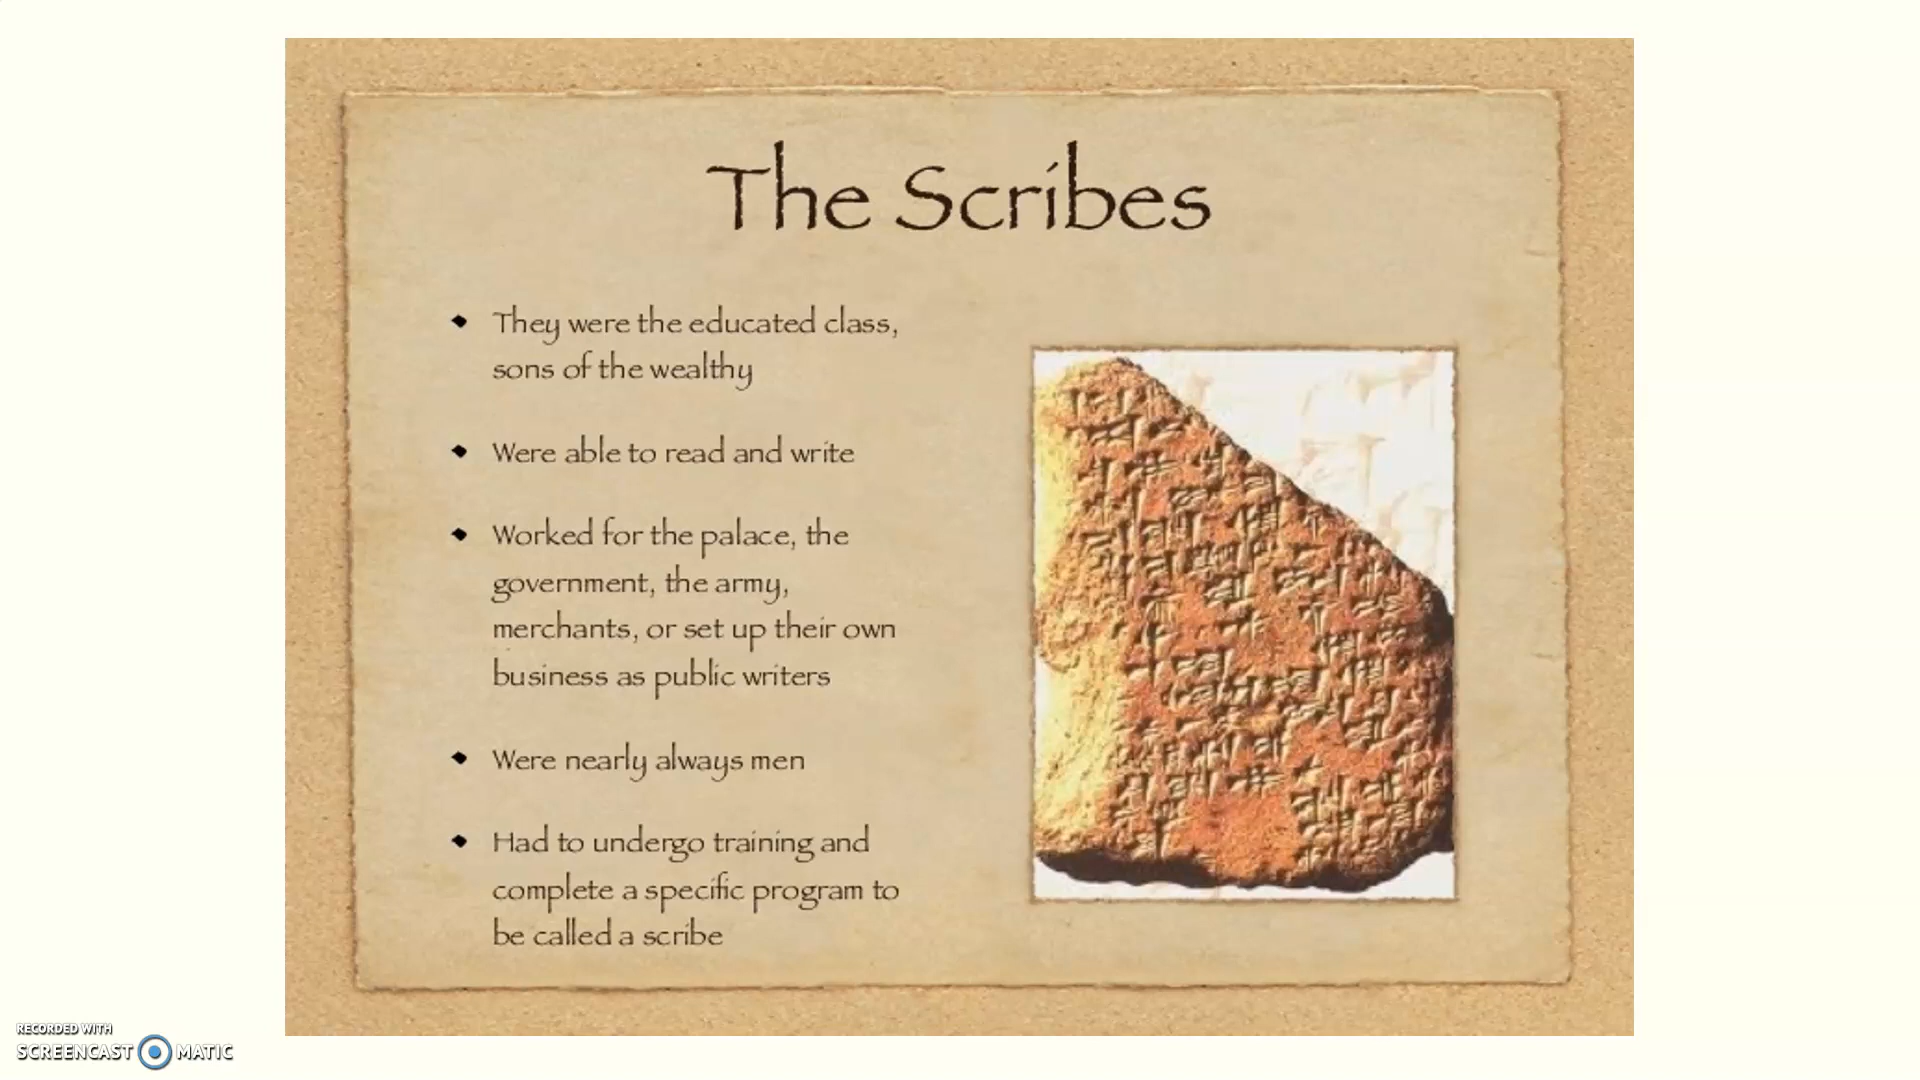 The Scribes
They were the educated class,
sons of the wealthy
Were able to read and write
Worked for the palace, the
government, the army,
merchants, or set up their own
business as public writers
Were nearly always men
Had to undergo training and
complete a specific program to
be called a scribe
RECORDED WITH
SCREENCAST MATIC